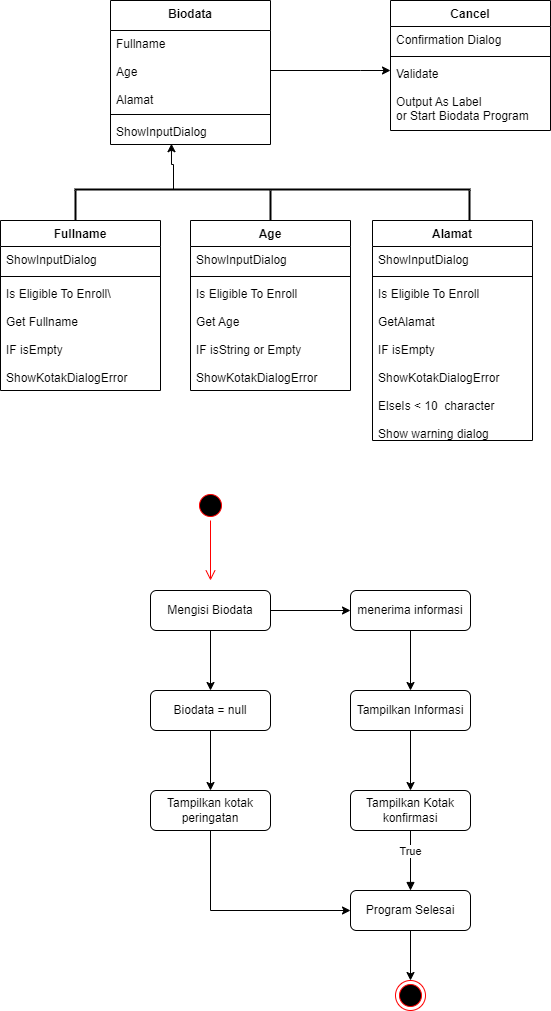 Biodata
Fullname
Age
Alamat
ShowInputDialog
Cancel
Confirmation Dialog
Validate
Output As Label
or Start Biodata Program
Fullname
ShowInputDialog
Is Eligible To Enroll\
Get Fullname
IF isEmpty
ShowKotakDialogError
Age
ShowInputDialog
Is Eligible To Enroll
Get Age
IF isString or Empty
ShowKotakDialogError
Alamat
ShowInputDialog
Is Eligible To Enroll
GetAlamat
IF isEmpty
ShowKotakDialogError
ElseIs < 10  character
Show warning dialog
Mengisi Biodata
menerima informasi
Biodata = null
Tampilkan Informasi
Tampilkan kotak
peringatan
Tampilkan Kotak
konfirmasi
True
Program Selesai